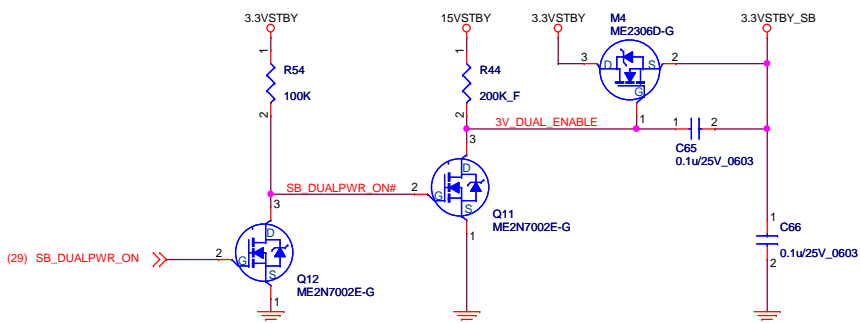 3.3VSTBY
15VSTBY
3.3VSTBY
M4
ME2306D-G
3.3VSTBY_SB
1
R54
100K
2
1
R44
200K_F
2
3
D
S
G
2
1
3V_DUAL_ENABLE
1
2
C65
0.1u/25V_0603
3
D
G
S
2
1
SB_DUALPWR_ON#
Q11
ME2N7002E-G
1
C66
0.1u/25V_0603
2
(29) SB_DUALPWR_ON
2
3
D
G
S
1
Q12
ME2N7002E-G